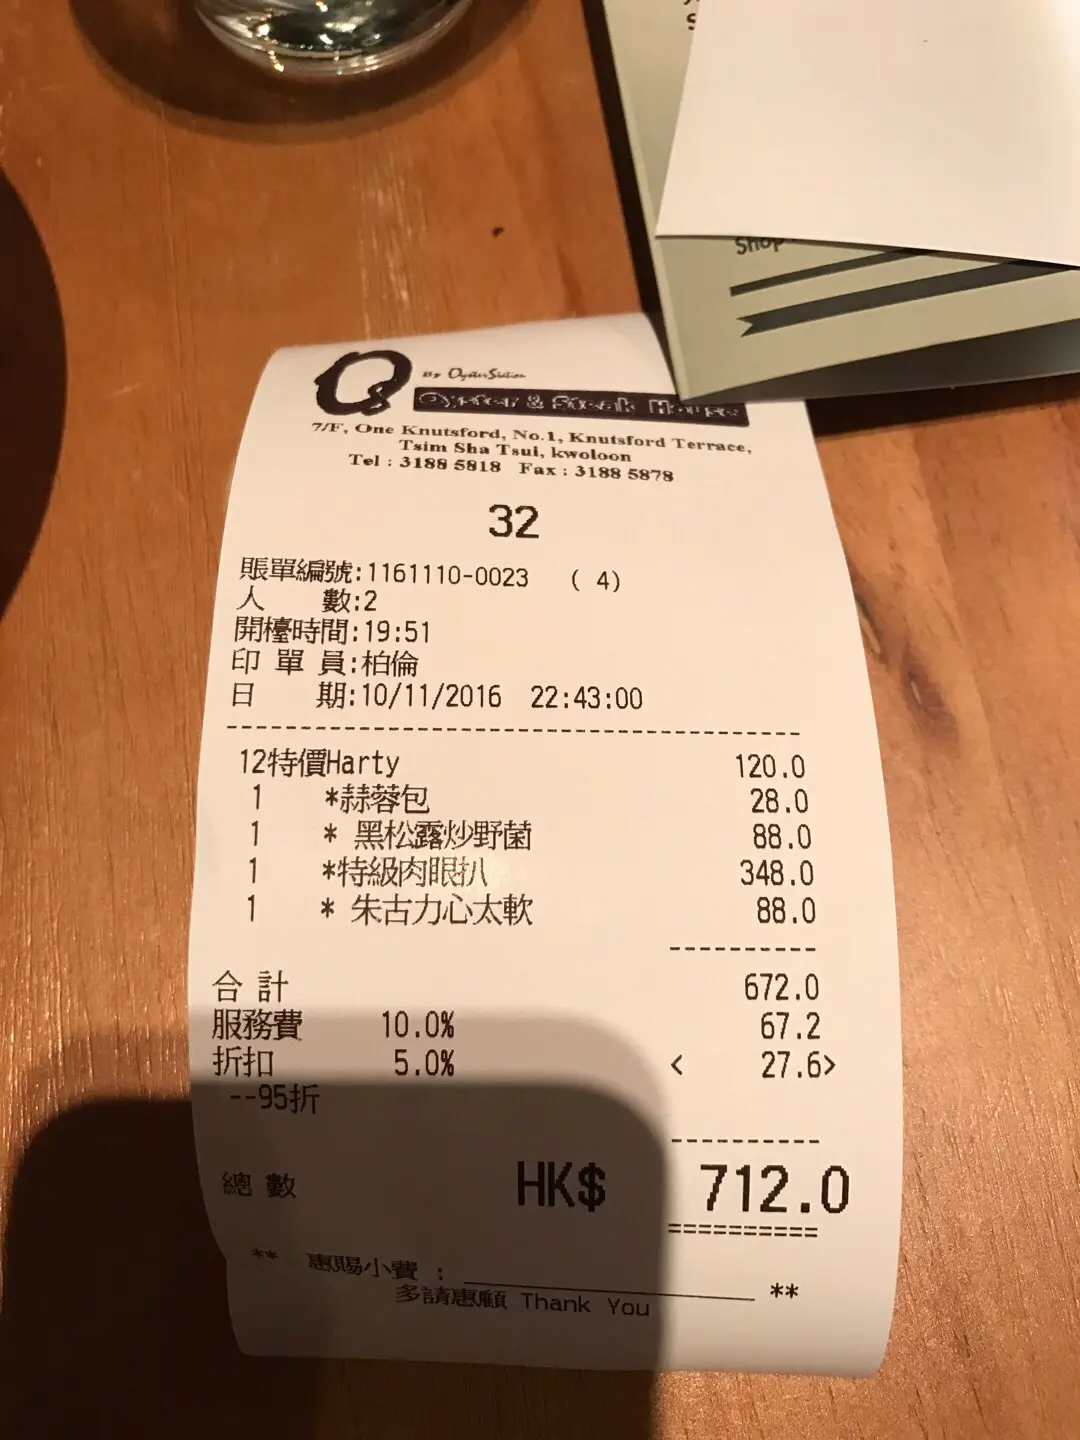 Shop
By OysterStation
Oyster & Steak House
7/F, One Knutsford, No.1, Knutsford Terrace,
Tsim Sha Tsui, kwoloon
Tel : 3188 5818 Fax : 3188 5878
32
賬單編號:1161110-0023 ( 4)
人 數:2
開檯時間:19:51
印 單 員:柏倫
日 期:10/11/2016 22:43:00
12特價Harty 120.0
1 *蒜蓉包 28.0
1 * 黑松露炒野菌 88.0
1 *特級肉眼扒 348.0
1 * 朱古力心太軟 88.0
合 計 672.0
服務費 10.0% 67.2
折扣 5.0% < 27.6>
--95折
總 數 HK$ 712.0
** 惠賜小費 : ____________ **
多請惠顧 Thank You